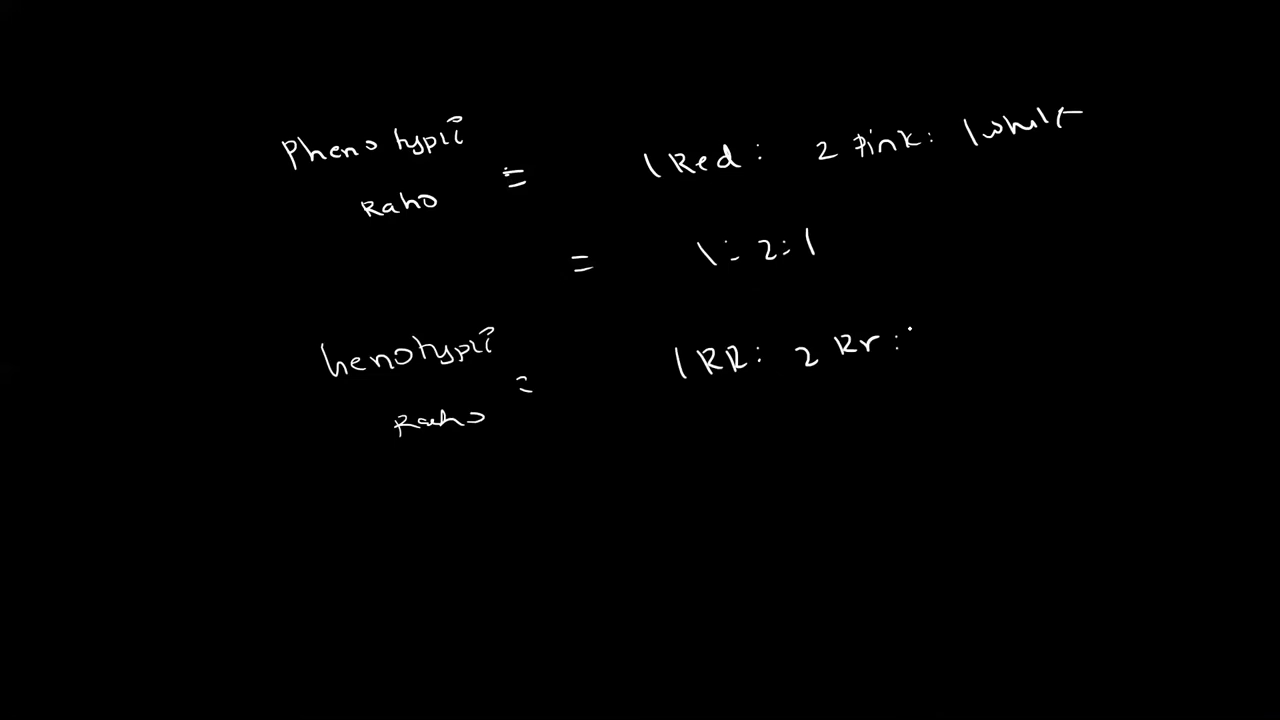 Phenotypic = 1 Red : 2 Pink : 1 white
Ratio
= 1 : 2 : 1
Genotypic = 1 RR : 2 Rr :
Ratio